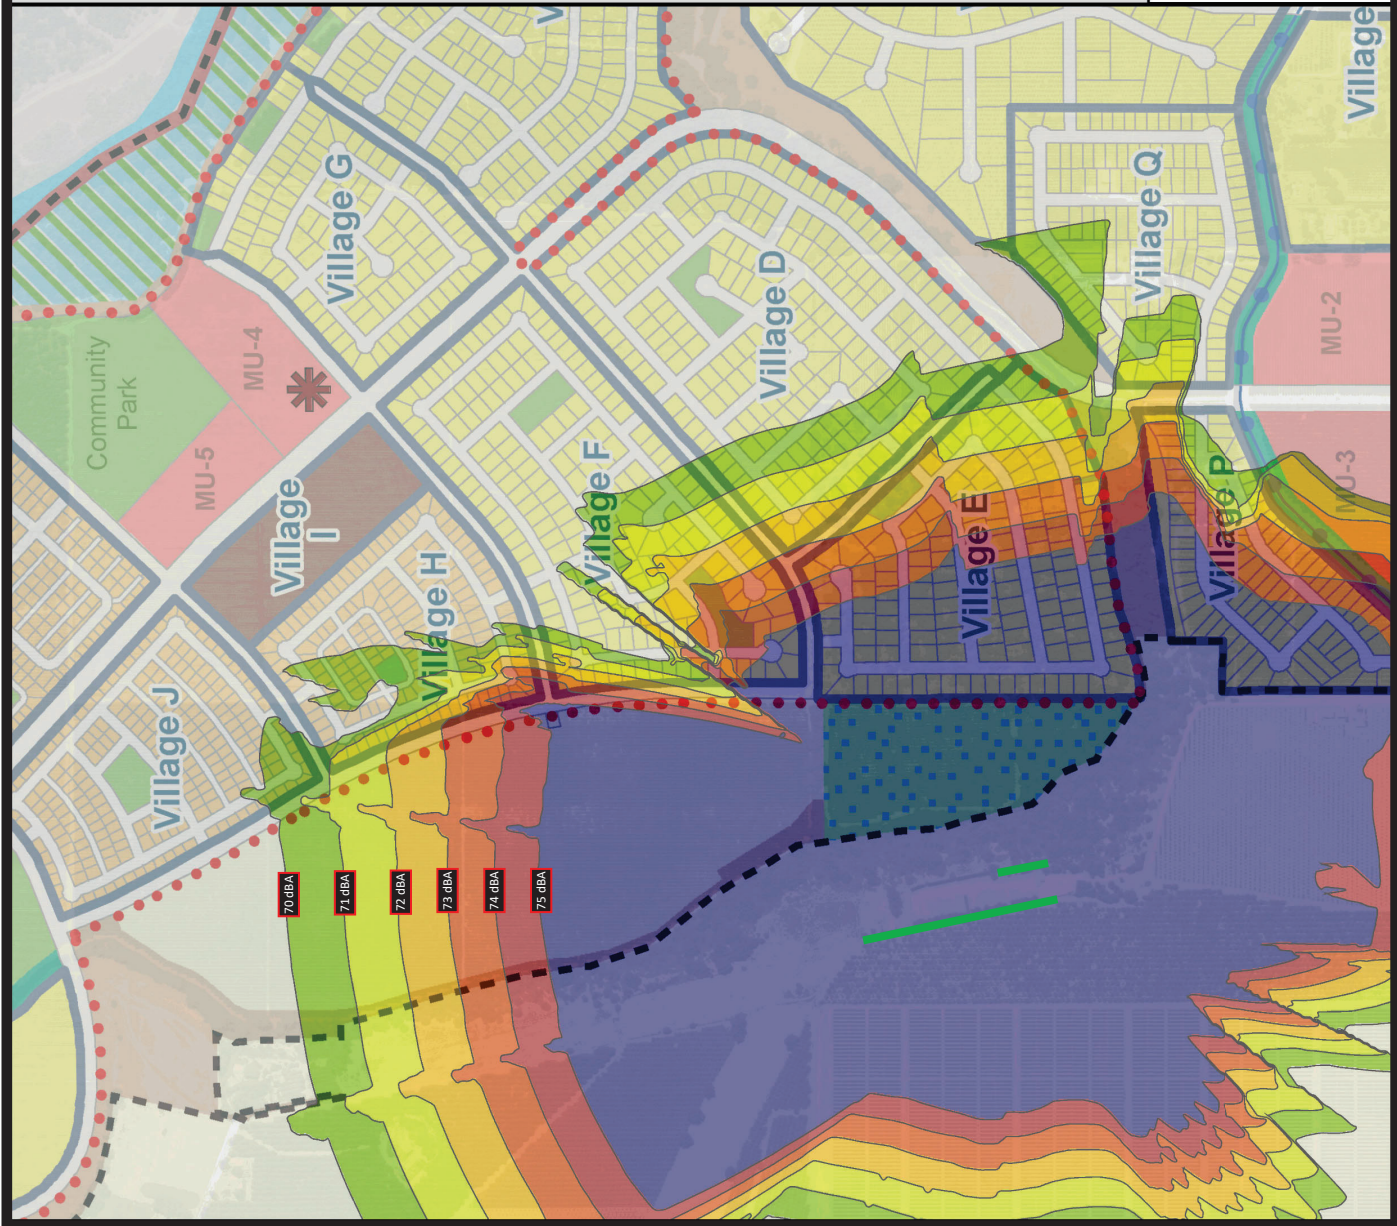 Village
Village G
Village Q
Village D
MU-2
MU-4
Community
Park
MU-5
MU-3
Village F
Village
I
Village H
Village E
Village P
Village J
70 dBA
71 dBA
72 dBA
73 dBA
74 dBA
75 dBA